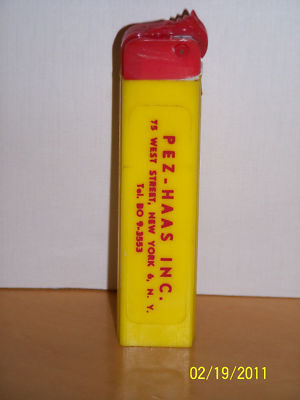 PEZ-HAAS INC.
75 WEST STREET, NEW YORK 6, N. Y.
Tel. BO 9-3553
02/19/2011